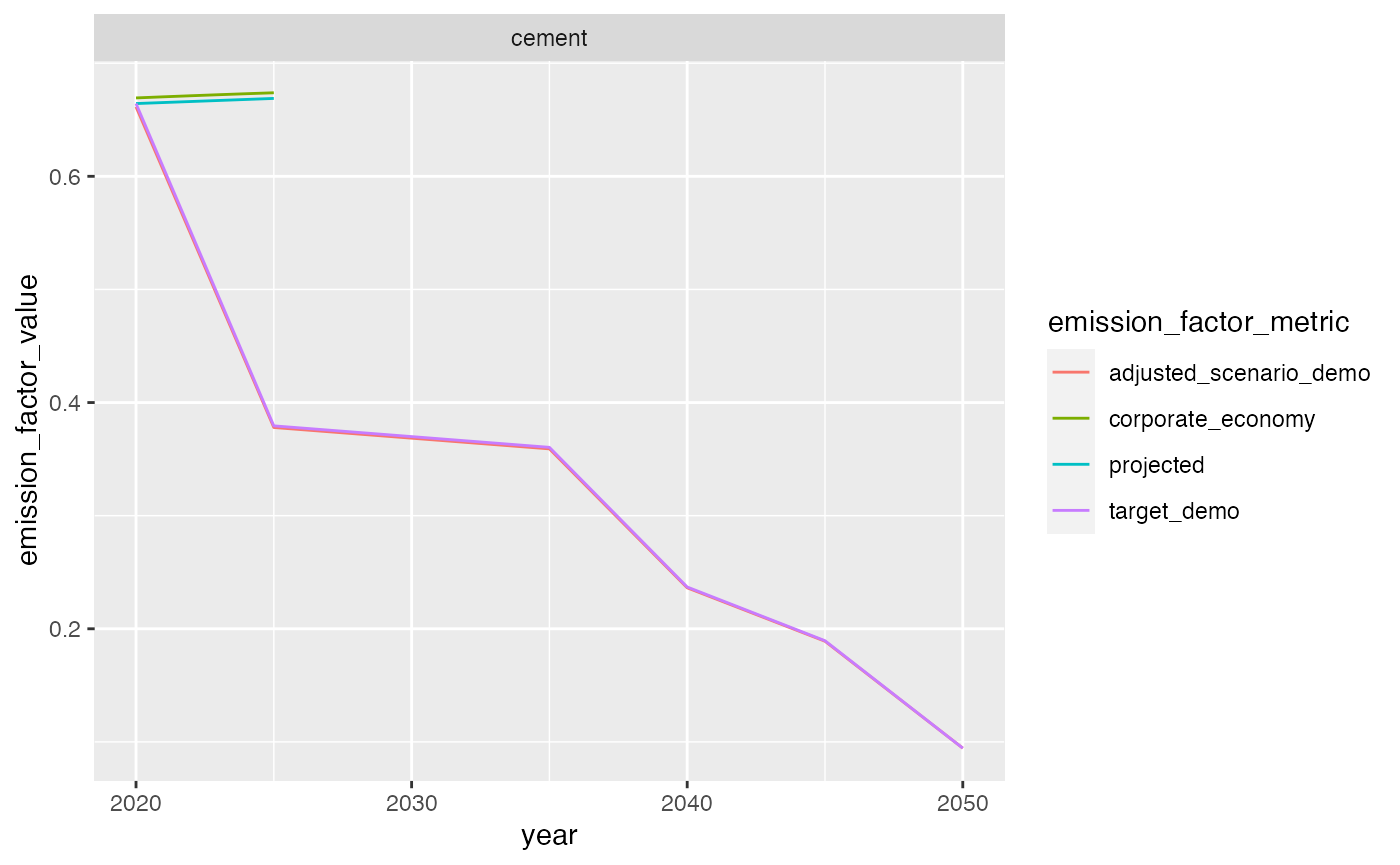 cement
emission_factor_value
0.6
0.4
0.2
2020
2030
2040
2050
year
emission_factor_metric
adjusted_scenario_demo
corporate_economy
projected
target_demo